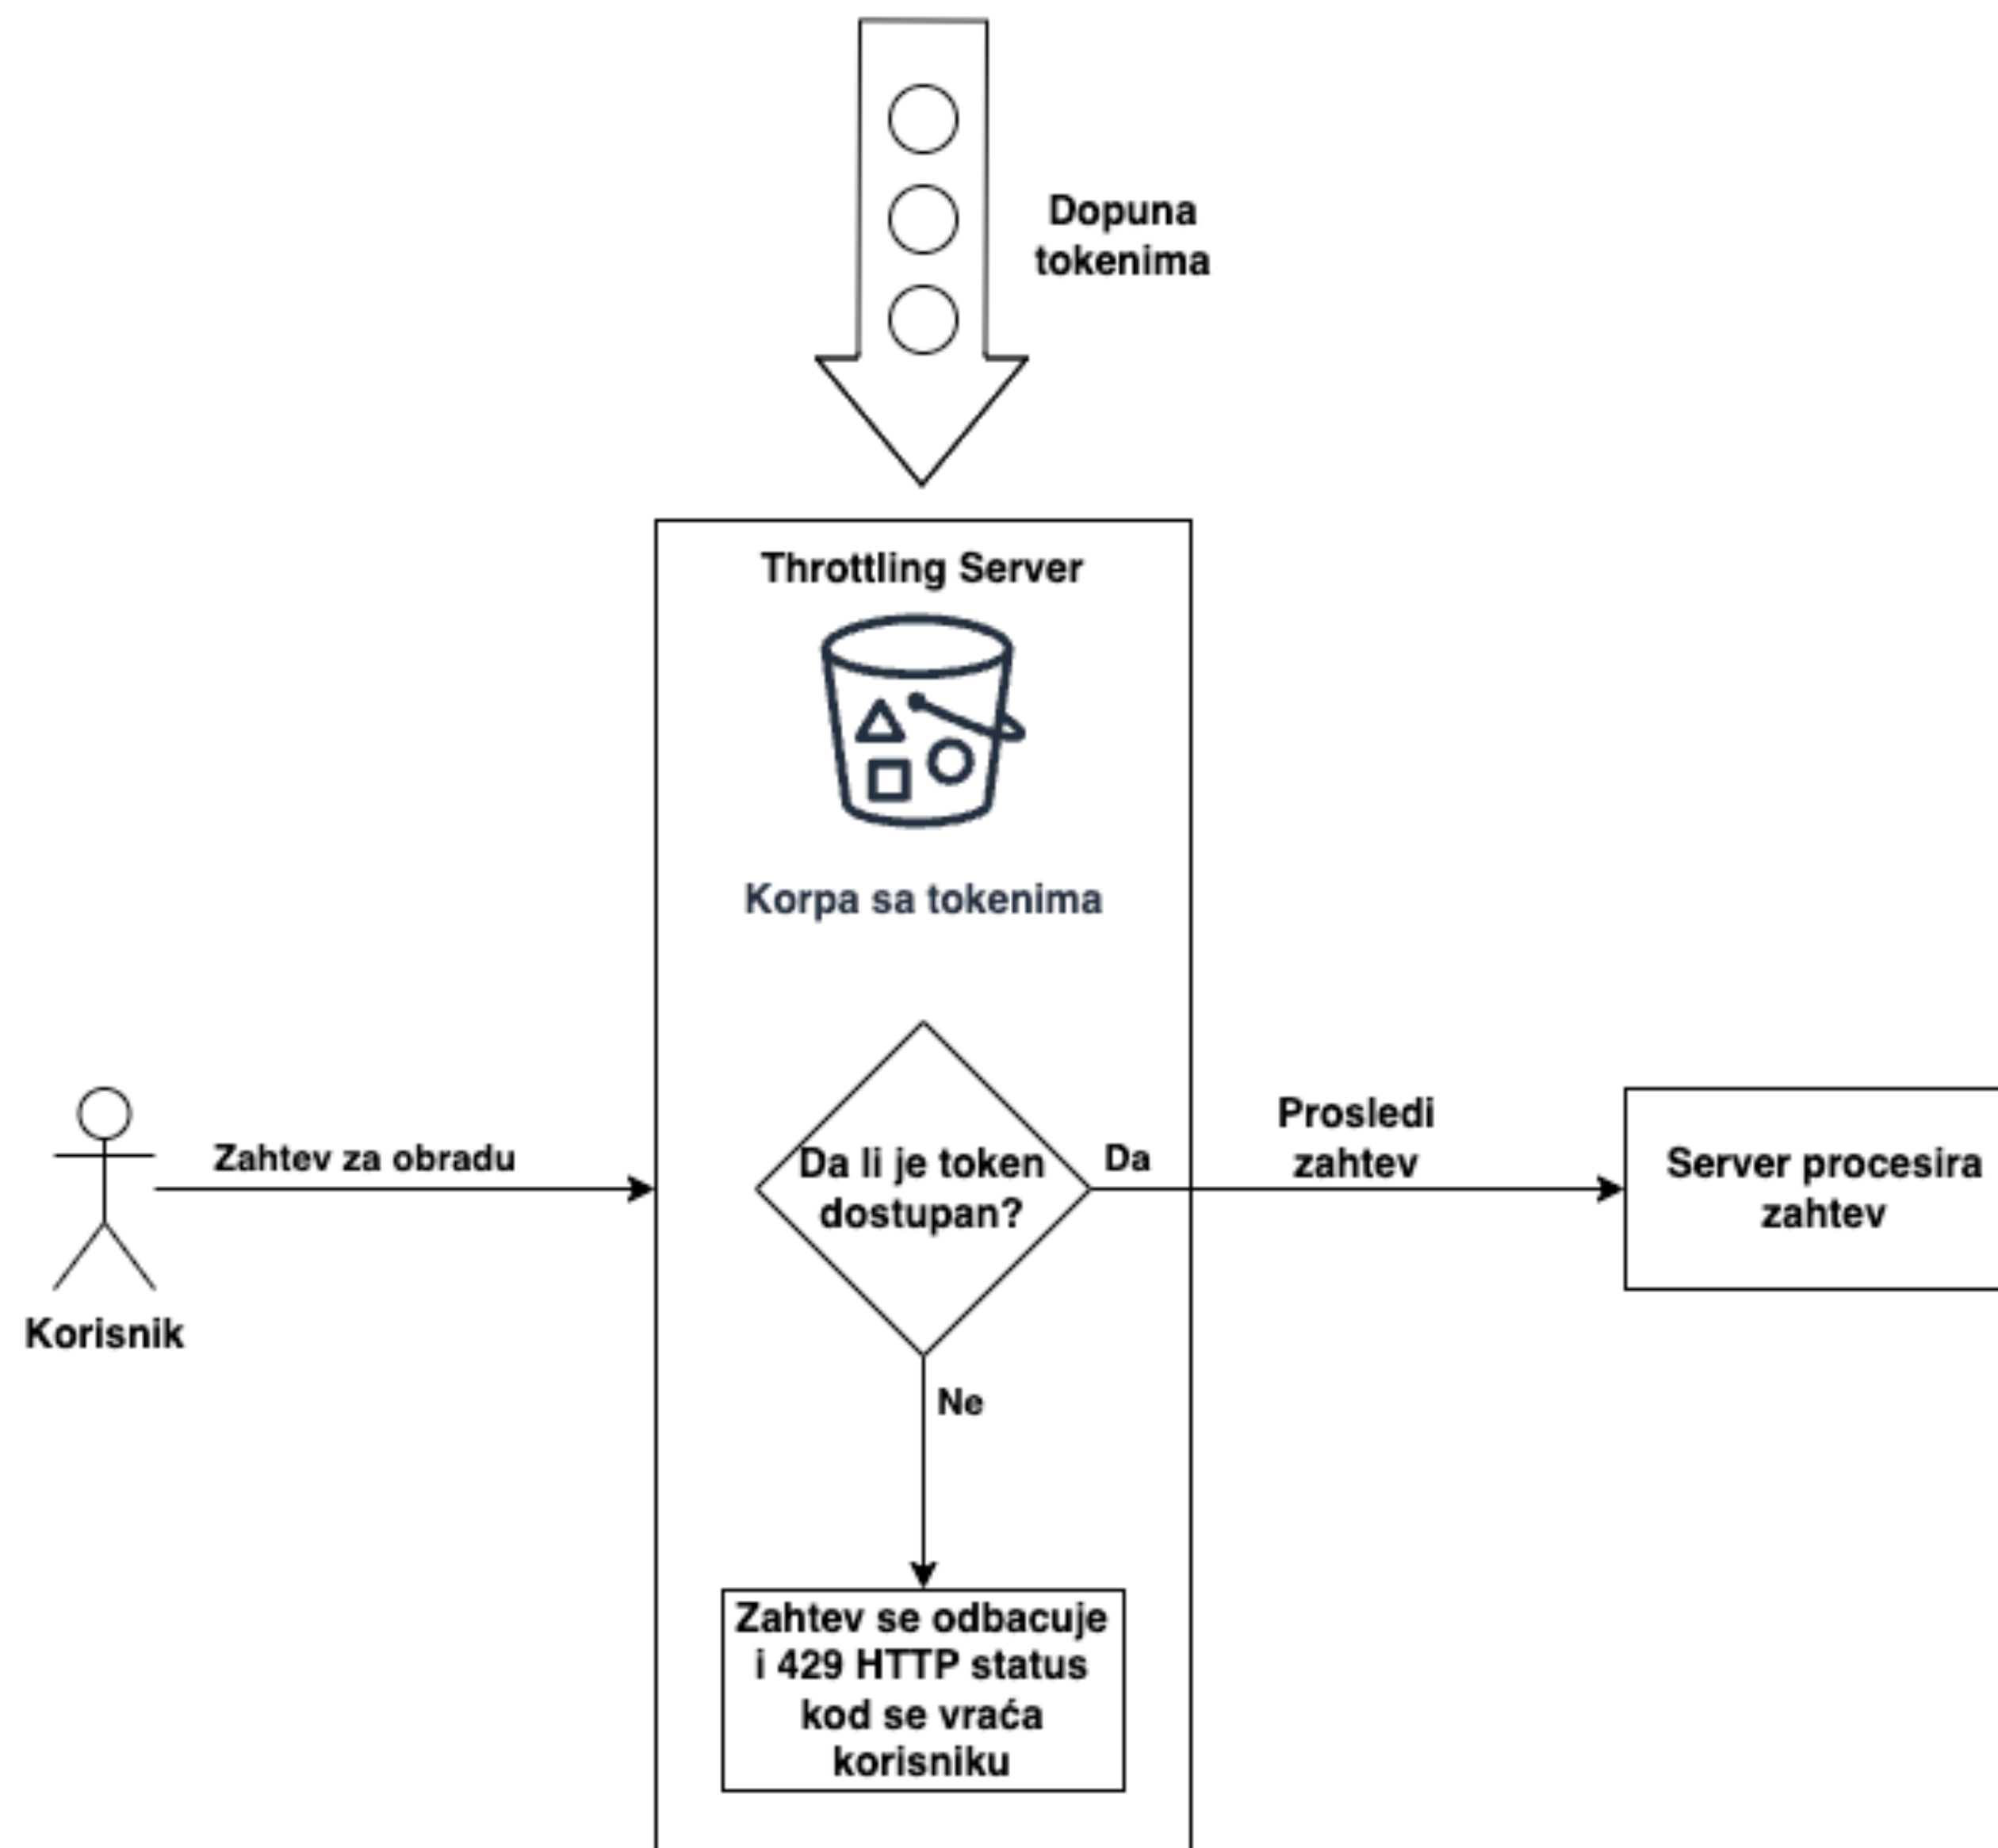 Dopuna
tokenima
Throttling Server
Korpa sa tokenima
Zahtev za obradu
Korisnik
Da li je token
dostupan?
Da
Prosledi
zahtev
Server procesira
zahtev
Ne
Zahtev se odbacuje
i 429 HTTP status
kod se vraća
korisniku